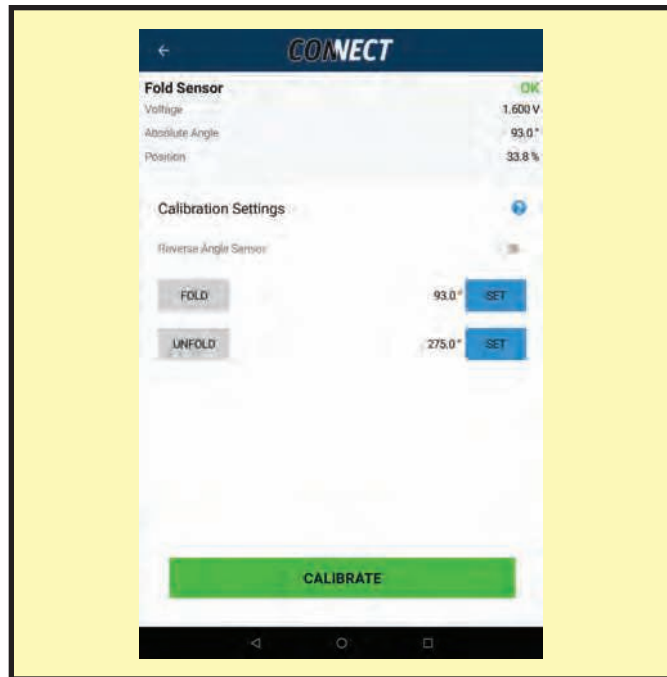 CONNECT
Fold Sensor OK
Voltage 1.600 V
Absolute Angle 93.0°
Position 33.8 %
Calibration Settings
Reverse Angle Sensor
FOLD 93.0° SET
UNFOLD 275.0° SET
CALIBRATE